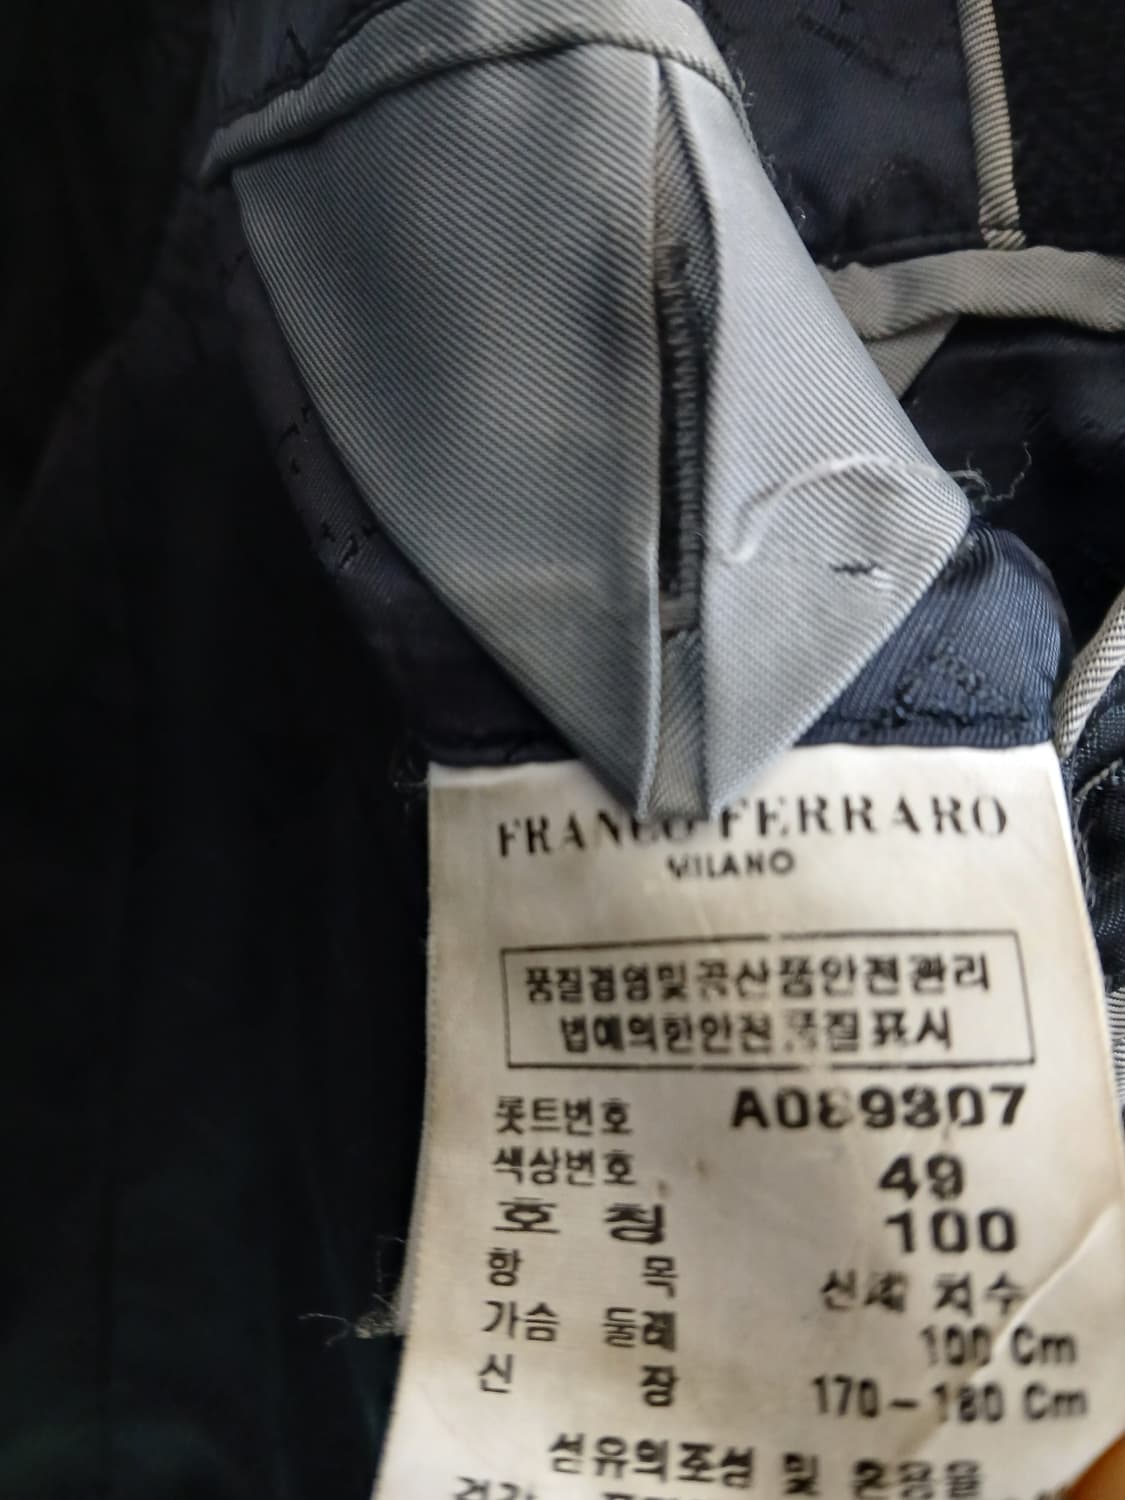 FRANCO FERRARO
MILANO
품질경영및공산품안전관리
법에의한안전품질표시
롯트번호 A089307
색상번호 49
호 칭 100
항 목 신체 치수
가슴 둘레 100 Cm
신 장 170-180 Cm
섬유의조성 및 혼용율